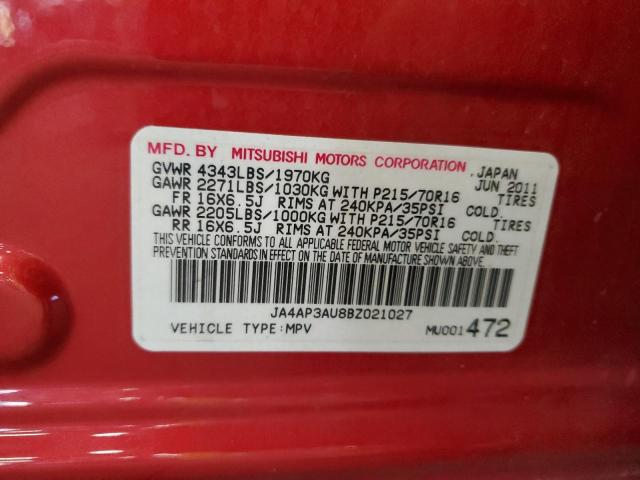 MFD. BY MITSUBISHI MOTORS CORPORATION JAPAN
GVWR 4343LBS/1970KG JUN 2011
GAWR 2271LBS/1030KG WITH P215/70R16 TIRES
FR 16X6.5J RIMS AT 240KPA/35PSI COLD.
GAWR 2205LBS/1000KG WITH P215/70R16 TIRES
RR 16X6.5J RIMS AT 240KPA/35PSI COLD.
THIS VEHICLE CONFORMS TO ALL APPLICABLE FEDERAL MOTOR VEHICLE SAFETY AND THEFT
PREVENTION STANDARDS IN EFFECT ON THE DATE OF MANUFACTURE SHOWN ABOVE.
JA4AP3AU8BZ021027
VEHICLE TYPE:MPV MU001472